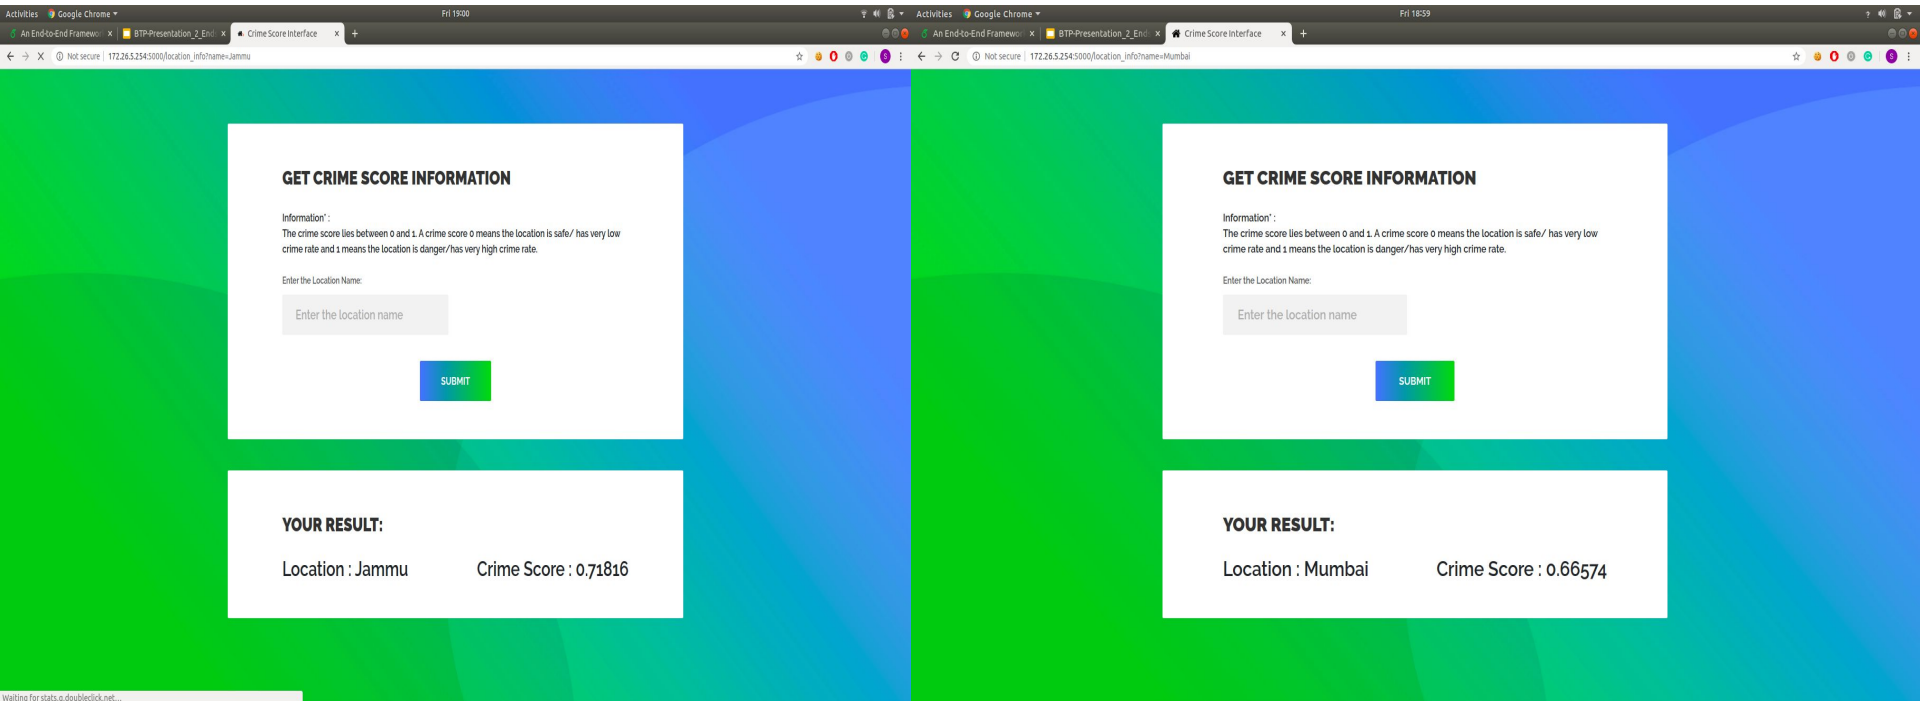 Activities Google Chrome ▾ Fri 19:00
An End-to-End Framewor x BTP-Presentation_2_End x Crime Score Interface x +
Not secure | 172.26.5.254:5000/location_info?name=Jammu
GET CRIME SCORE INFORMATION
Information* :
The crime score lies between 0 and 1. A crime score 0 means the location is safe/ has very low
crime rate and 1 means the location is danger/has very high crime rate.
Enter the Location Name:
Enter the location name
SUBMIT
YOUR RESULT:
Location : Jammu Crime Score : 0.71816
Waiting for stats.g.doubleclick.net...
Activities Google Chrome ▾ Fri 18:59
An End-to-End Framewor x BTP-Presentation_2_End x Crime Score Interface x +
Not secure | 172.26.5.254:5000/location_info?name=Mumbai
GET CRIME SCORE INFORMATION
Information* :
The crime score lies between 0 and 1. A crime score 0 means the location is safe/ has very low
crime rate and 1 means the location is danger/has very high crime rate.
Enter the Location Name:
Enter the location name
SUBMIT
YOUR RESULT:
Location : Mumbai Crime Score : 0.66574